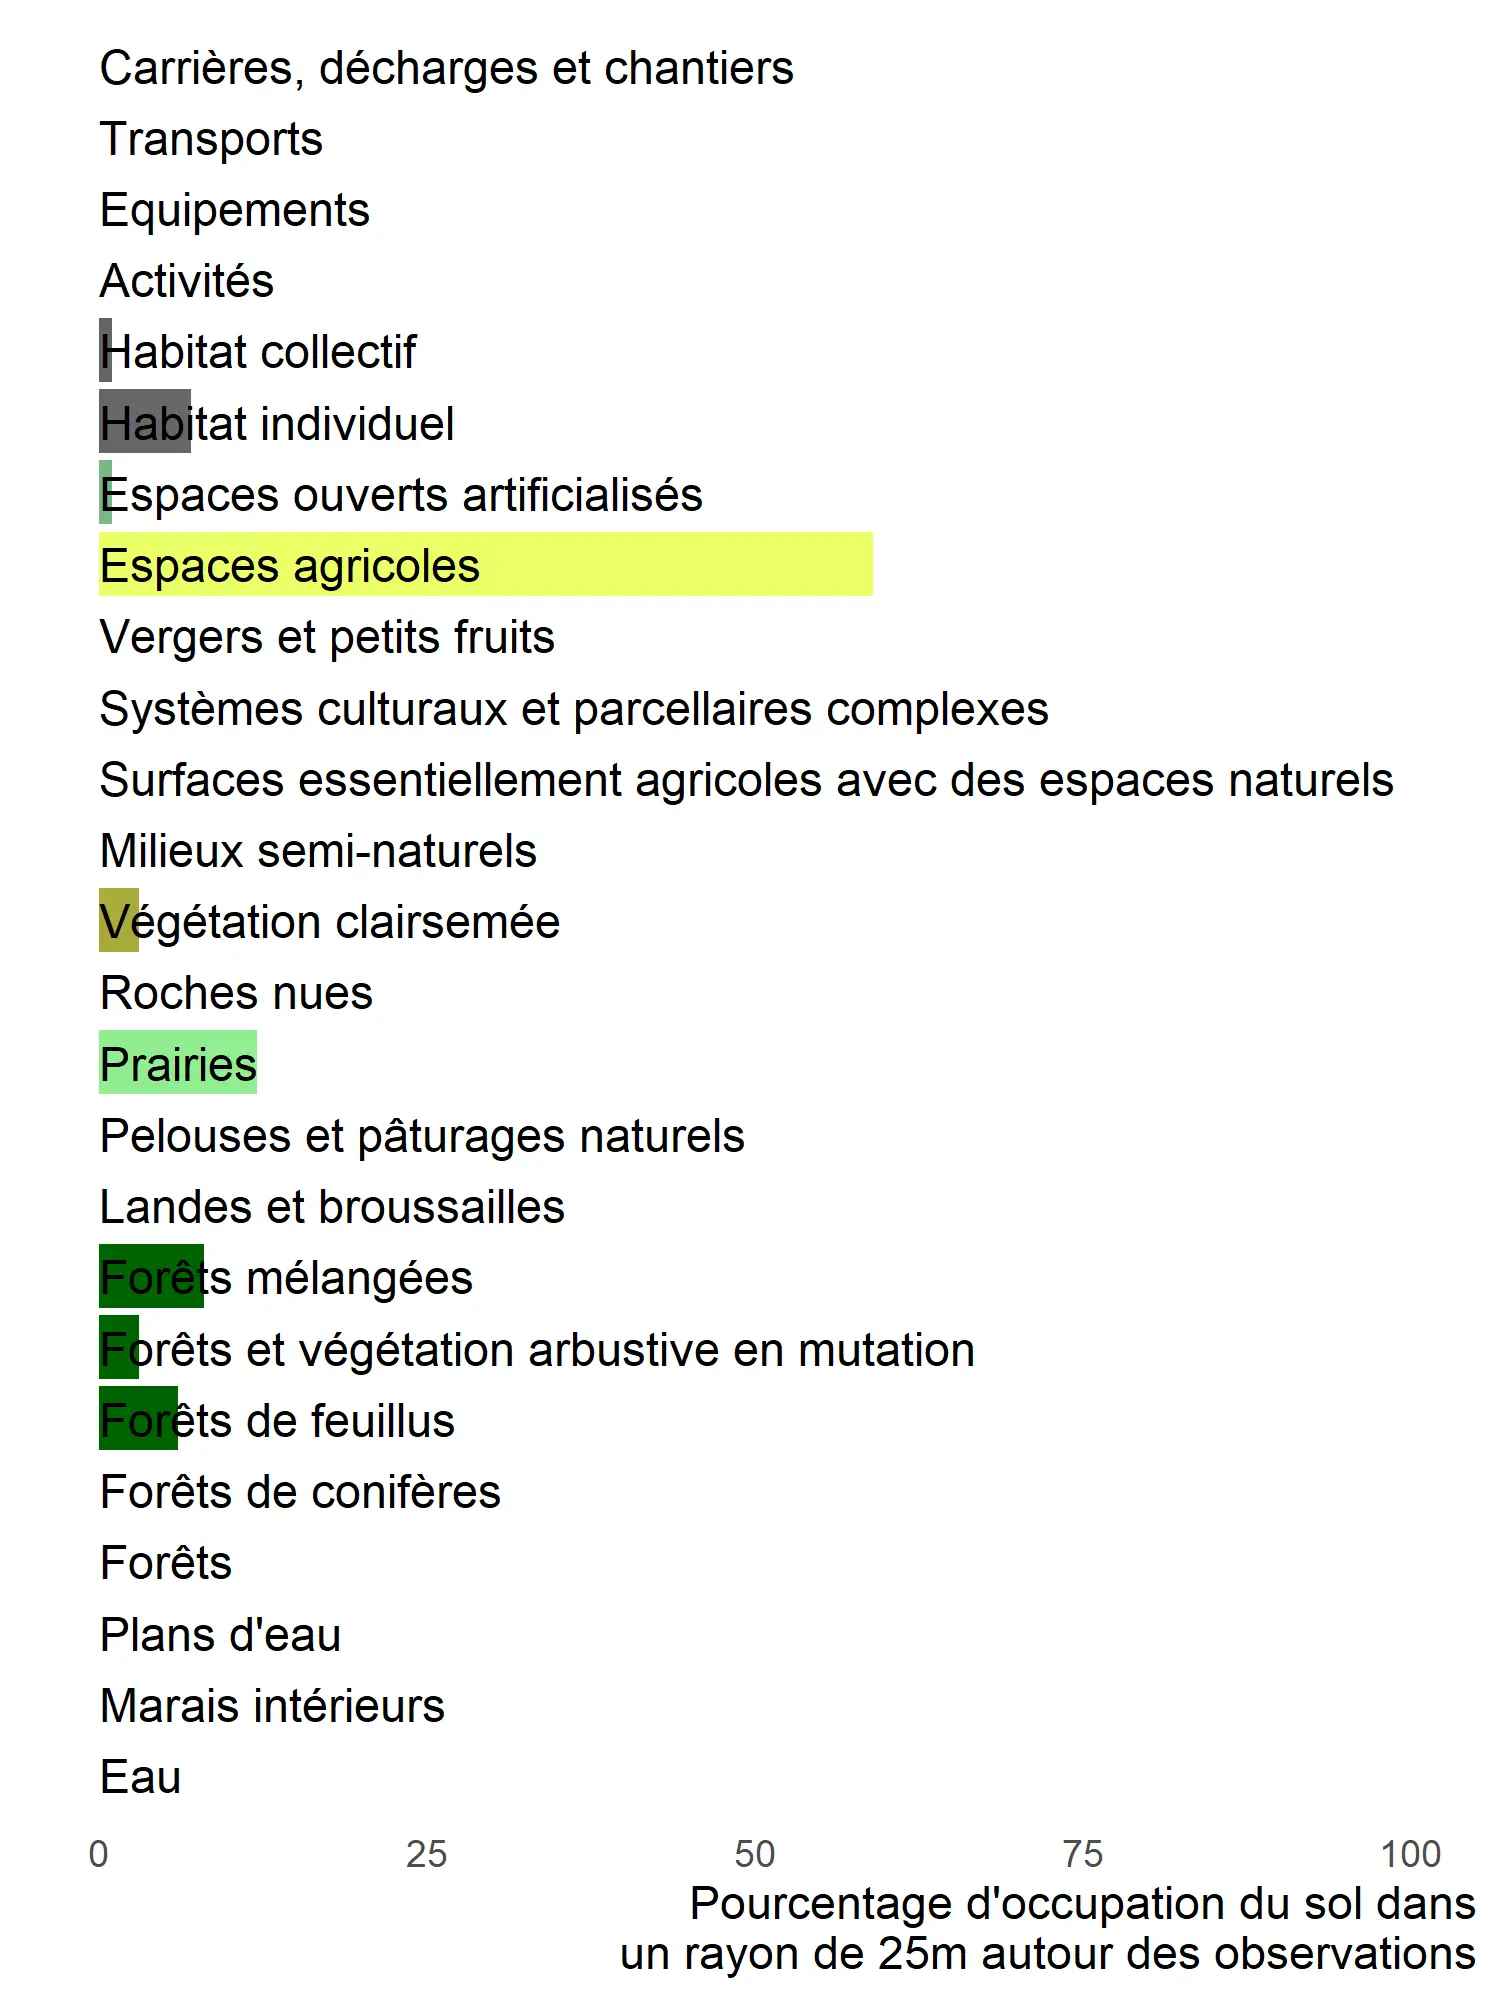 Carrières, décharges et chantiers
Transports
Equipements
Activités
Habitat collectif
Habitat individuel
Espaces ouverts artificialisés
Espaces agricoles
Vergers et petits fruits
Systèmes culturaux et parcellaires complexes
Surfaces essentiellement agricoles avec des espaces naturels
Milieux semi-naturels
Végétation clairsemée
Roches nues
Prairies
Pelouses et pâturages naturels
Landes et broussailles
Forêts mélangées
Forêts et végétation arbustive en mutation
Forêts de feuillus
Forêts de conifères
Forêts
Plans d'eau
Marais intérieurs
Eau
0 25 50 75 100
Pourcentage d'occupation du sol dans
un rayon de 25m autour des observations